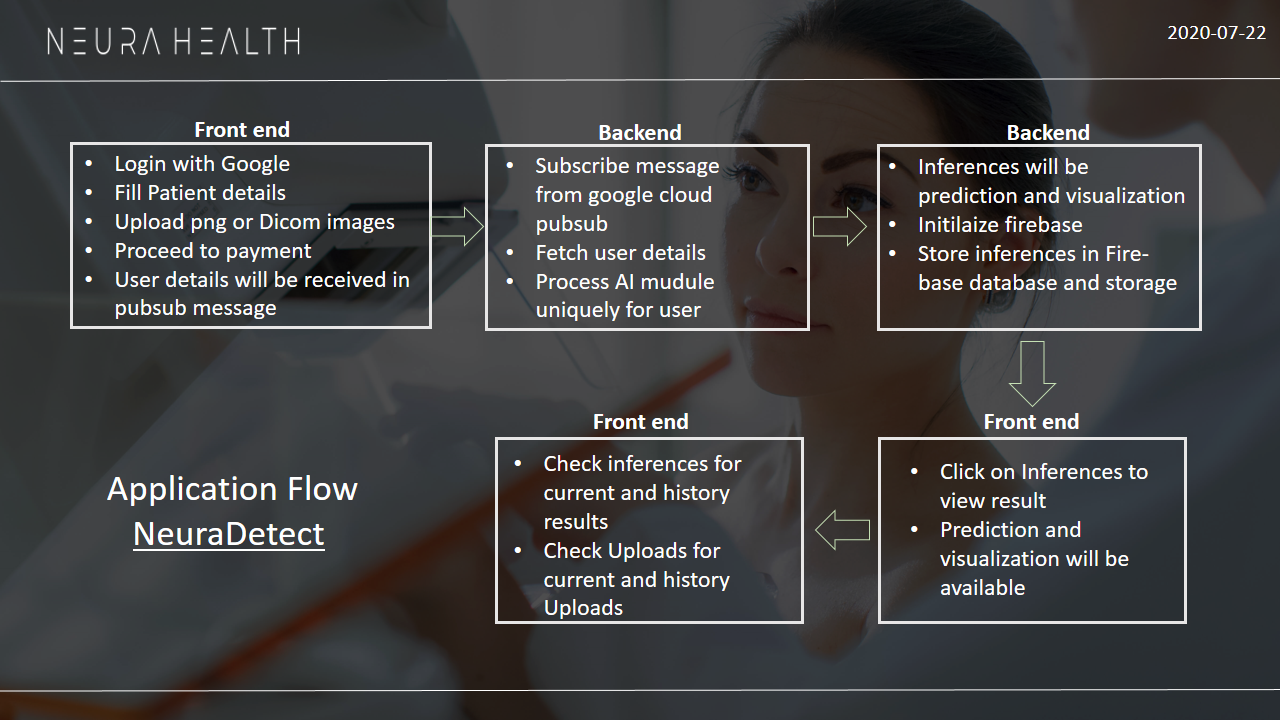 NEURA HEALTH
2020-07-22
Front end
• Login with Google
• Fill Patient details
• Upload png or Dicom images
• Proceed to payment
• User details will be received in
pubsub message
Backend
• Subscribe message
from google cloud
pubsub
• Fetch user details
• Process AI mudule
uniquely for user
Backend
• Inferences will be
prediction and visualization
• Initilaize firebase
• Store inferences in Fire-
base database and storage
Front end
• Click on Inferences to
view result
• Prediction and
visualization will be
available
Front end
• Check inferences for
current and history
results
• Check Uploads for
current and history
Uploads
Application Flow
NeuraDetect